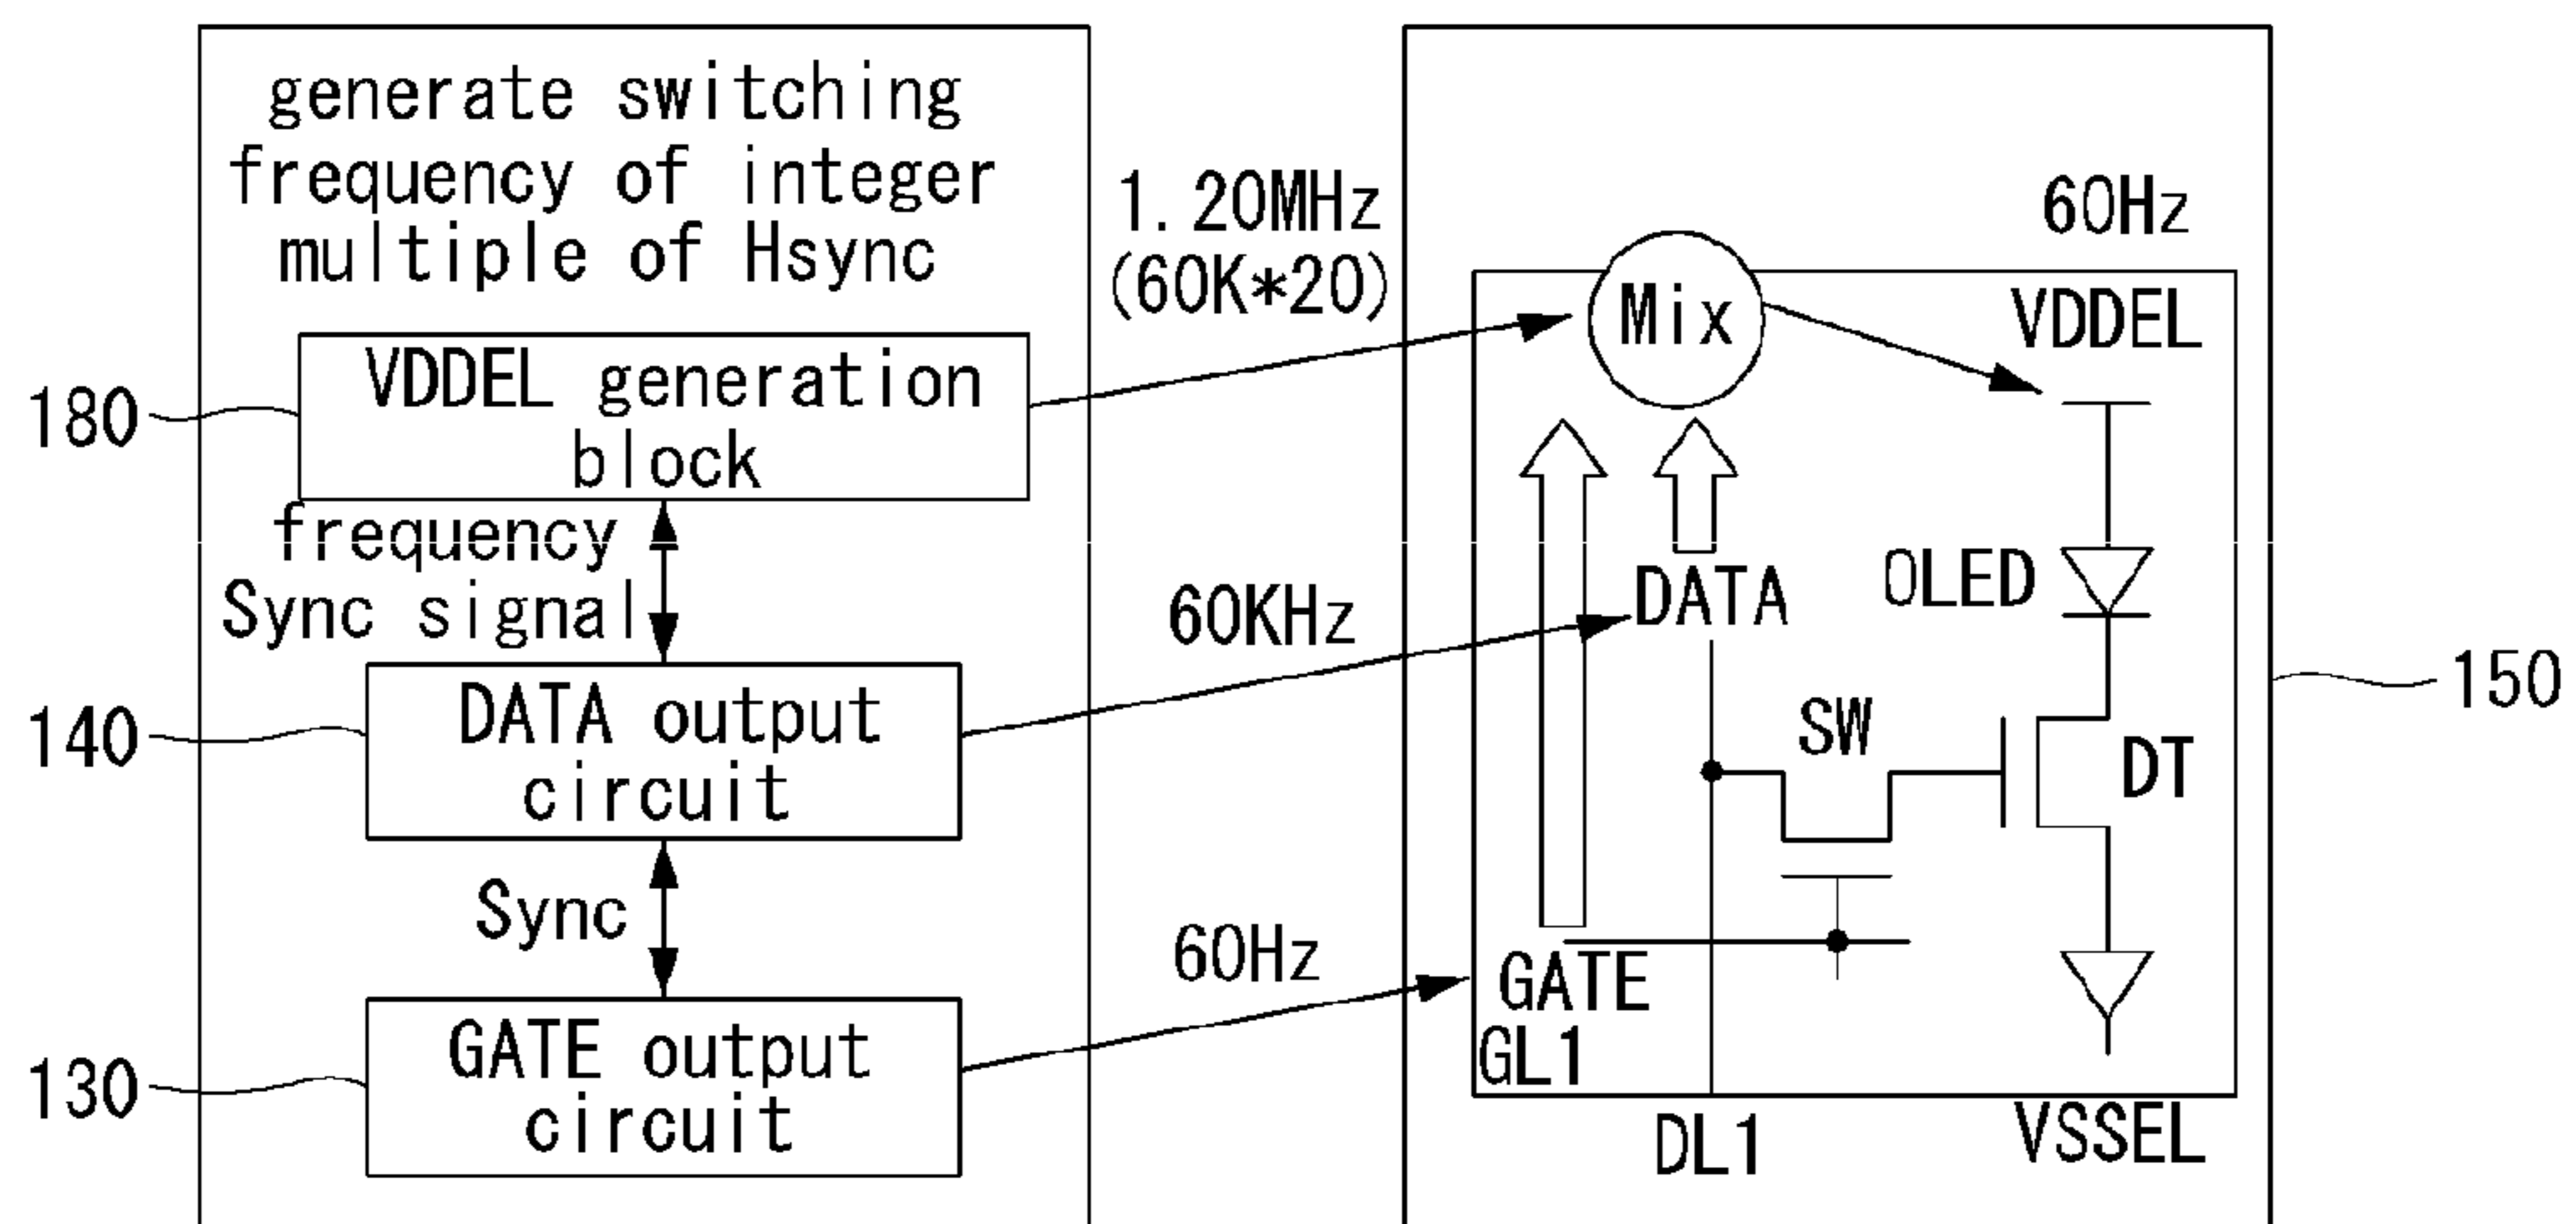 generate switching
frequency of integer
multiple of Hsync
180
VDDEL generation
block
frequency
Sync signal
140
DATA output
circuit
Sync
130
GATE output
circuit
1.20MHz
(60K*20)
60KHz
60Hz
60Hz
Mix
VDDEL
DATA
OLED
SW
DT
150
GATE
GL1
DL1
VSSEL